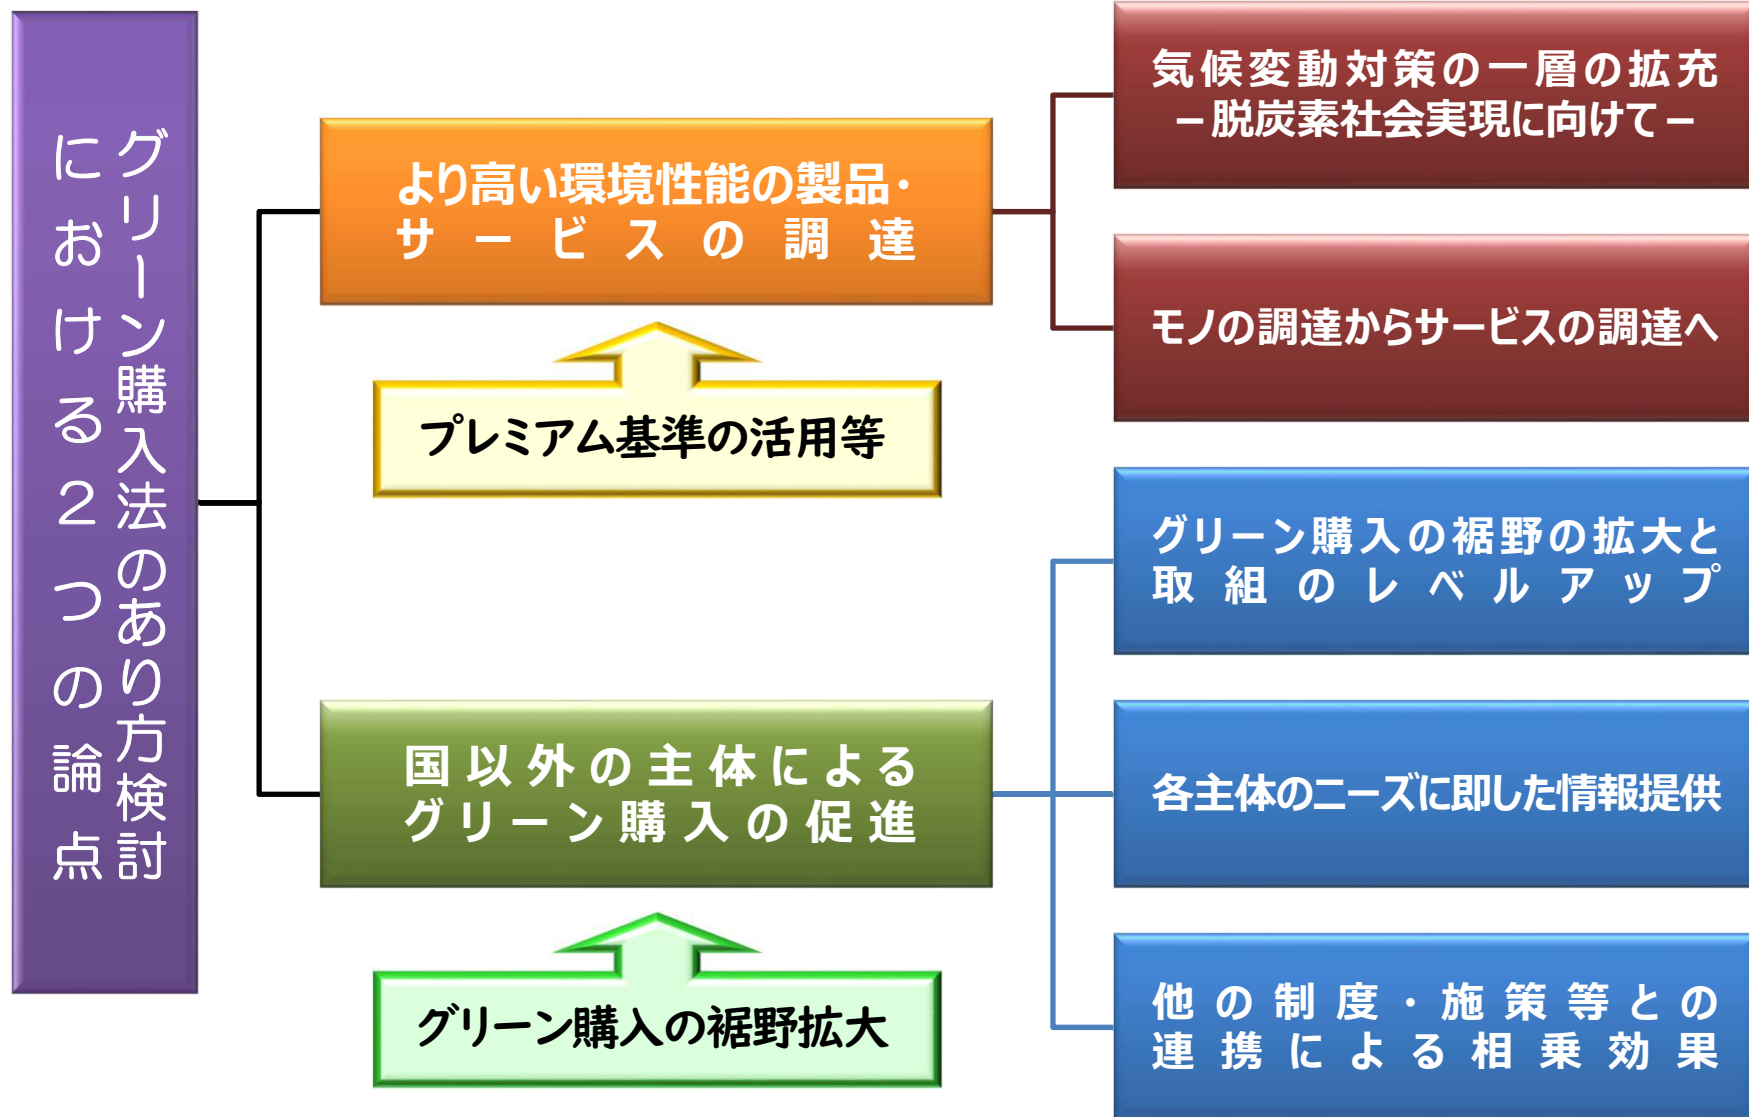 グリーン購入法のあり方検討
における２つの論点
より高い環境性能の製品・
サービスの調達
プレミアム基準の活用等
気候変動対策の一層の拡充
－脱炭素社会実現に向けて－
モノの調達からサービスの調達へ
国以外の主体による
グリーン購入の促進
グリーン購入の裾野拡大
グリーン購入の裾野の拡大と
取組のレベルアップ
各主体のニーズに即した情報提供
他の制度・施策等との
連携による相乗効果